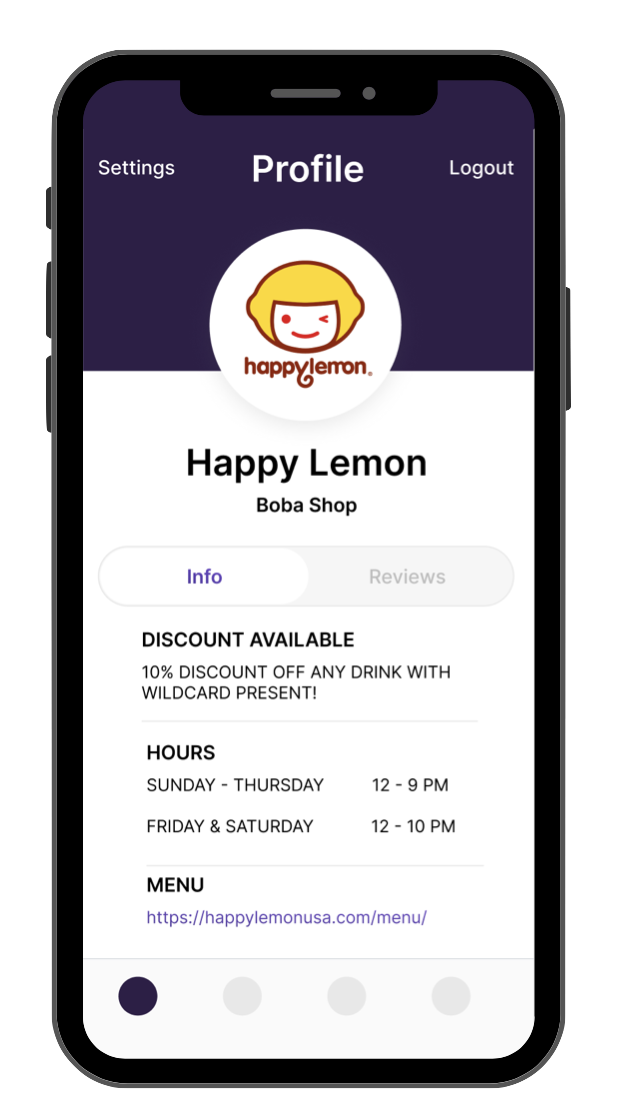 Settings
Profile
Logout
happylemon®
Happy Lemon
Boba Shop
Info
Reviews
DISCOUNT AVAILABLE
10% DISCOUNT OFF ANY DRINK WITH
WILDCARD PRESENT!
HOURS
SUNDAY - THURSDAY 12 - 9 PM
FRIDAY & SATURDAY 12 - 10 PM
MENU
https://happylemonusa.com/menu/